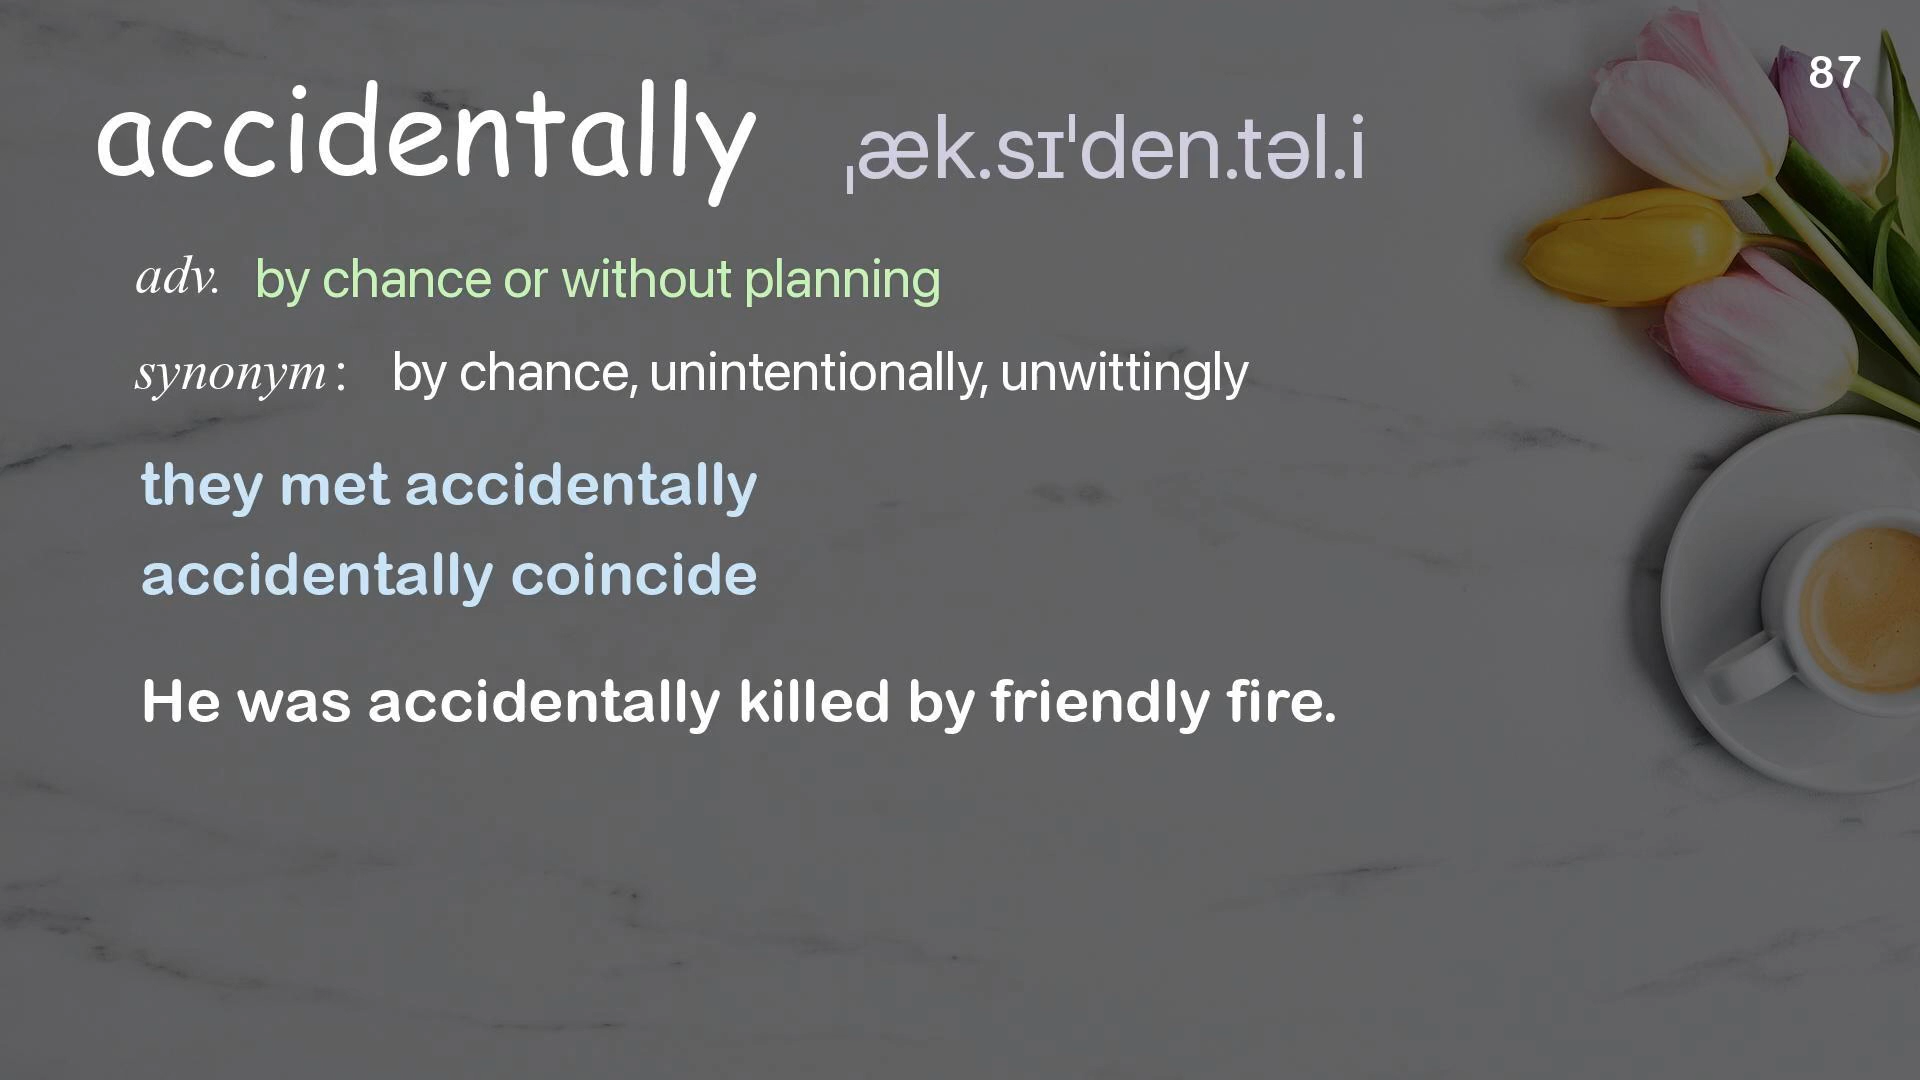 87
accidentally ˌæk.sɪˈden.təl.i
adv. by chance or without planning
synonym : by chance, unintentionally, unwittingly
they met accidentally
accidentally coincide
He was accidentally killed by friendly fire.